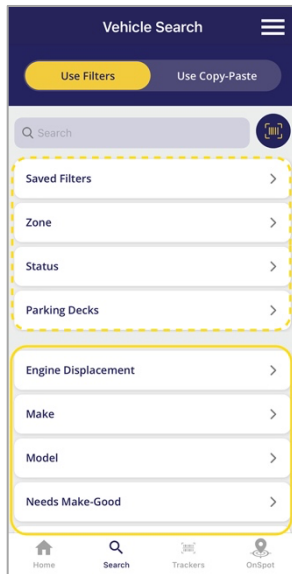 Vehicle Search
Use Filters Use Copy-Paste
Search
Saved Filters
Zone
Status
Parking Decks
Engine Displacement
Make
Model
Needs Make-Good
Home Search Trackers OnSpot